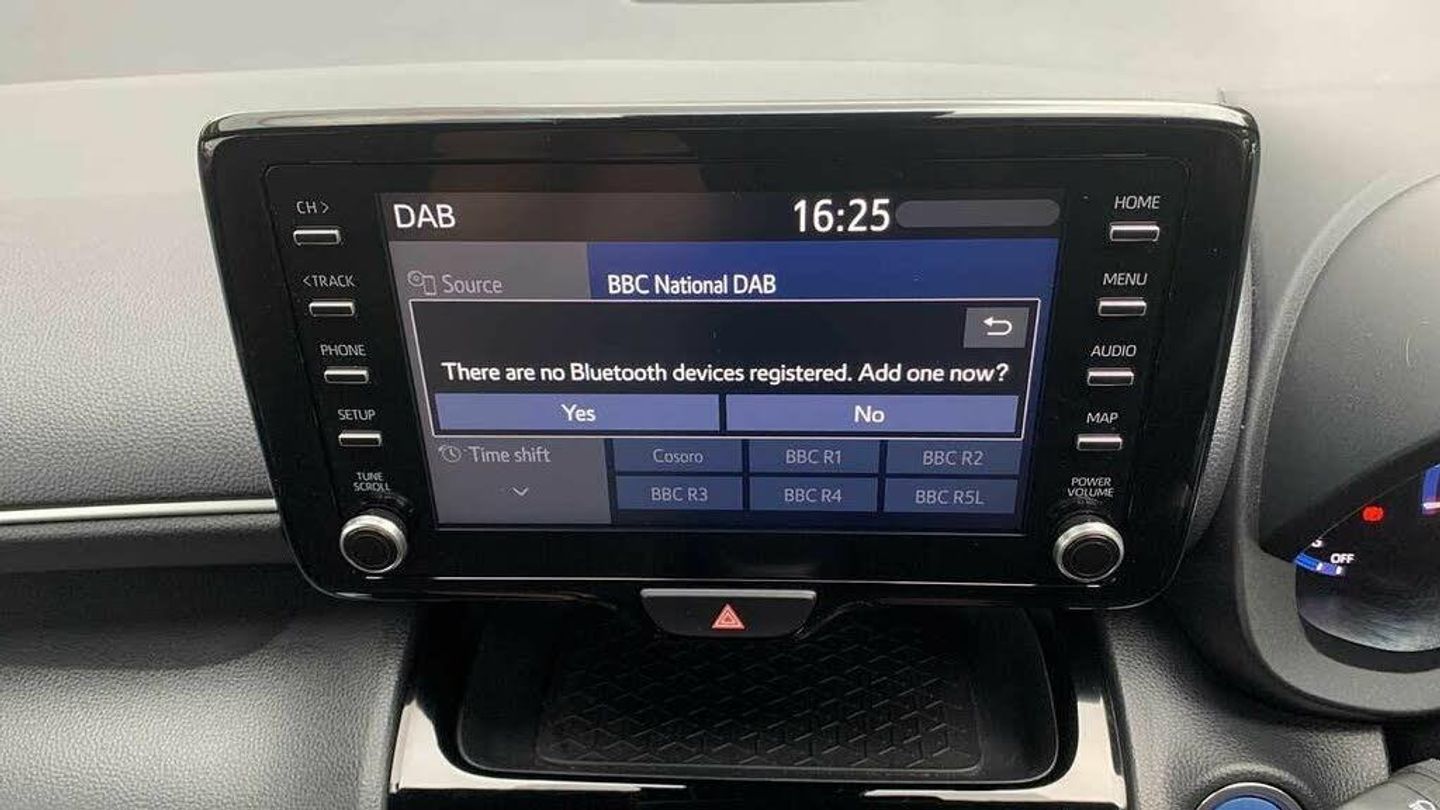 CH >
<TRACK
PHONE
SETUP
TUNE
SCROLL
DAB
16:25
Source
BBC National DAB
There are no Bluetooth devices registered. Add one now?
Yes
No
Time shift
Cosoro
BBC R1
BBC R2
BBC R3
BBC R4
BBC R5L
HOME
MENU
AUDIO
MAP
POWER
VOLUME
OFF